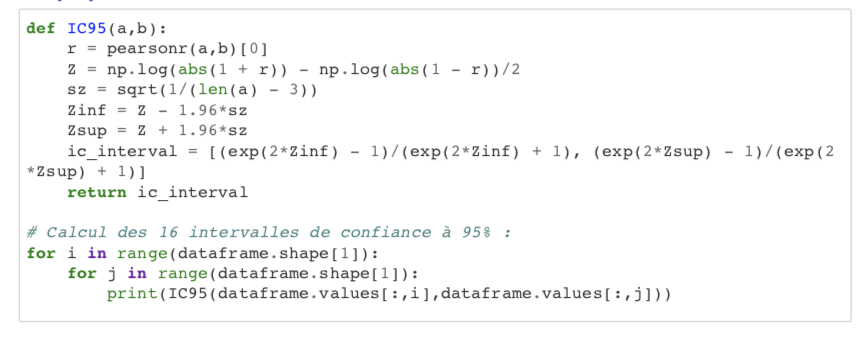 def IC95(a,b):
    r = pearsonr(a,b)[0]
    Z = np.log(abs(1 + r)) - np.log(abs(1 - r))/2
    sz = sqrt(1/(len(a) - 3))
    Zinf = Z - 1.96*sz
    Zsup = Z + 1.96*sz
    ic_interval = [(exp(2*Zinf) - 1)/(exp(2*Zinf) + 1), (exp(2*Zsup) - 1)/(exp(2
*Zsup) + 1)]
    return ic_interval

# Calcul des 16 intervalles de confiance à 95% :
for i in range(dataframe.shape[1]):
    for j in range(dataframe.shape[1]):
        print(IC95(dataframe.values[:,i],dataframe.values[:,j]))